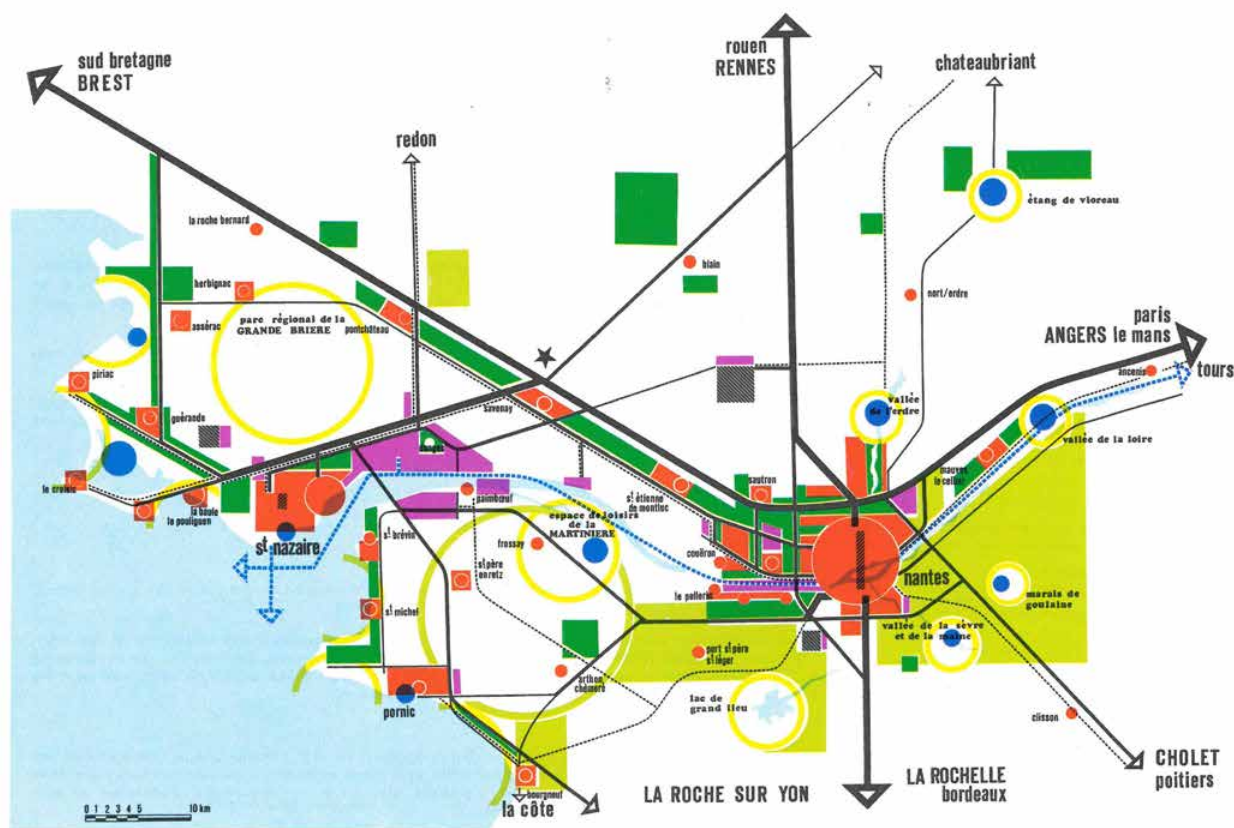 sud bretagne
BREST
rouen
RENNES
chateaubriant
redon
la roche bernard
étang de vioreau
blain
herbignac
nort/erdre
parc régional de la
GRANDE BRIERE
assérac
pontchâteau
paris
ANGERS le mans
tours
ancenis
piriac
savenay
vallée
de l'erdre
guérande
donges
vallée de la loire
mauves
le cellier
sautron
le croisic
la baule
le pouliguen
paimbœuf
st étienne
de montluc
st nazaire
espace de loisirs
de la
MARTINIERE
st brévin
frossay
couëron
st père
en retz
nantes
le pellerin
marais de
goulaine
st michel
vallée de la sèvre
et de la maine
port st père
st léger
arthon
chéméré
lac de
grand lieu
pornic
clisson
CHOLET
poitiers
LA ROCHELLE
bordeaux
LA ROCHE SUR YON
bourgneuf
la côte
0 1 2 3 4 5 10 km